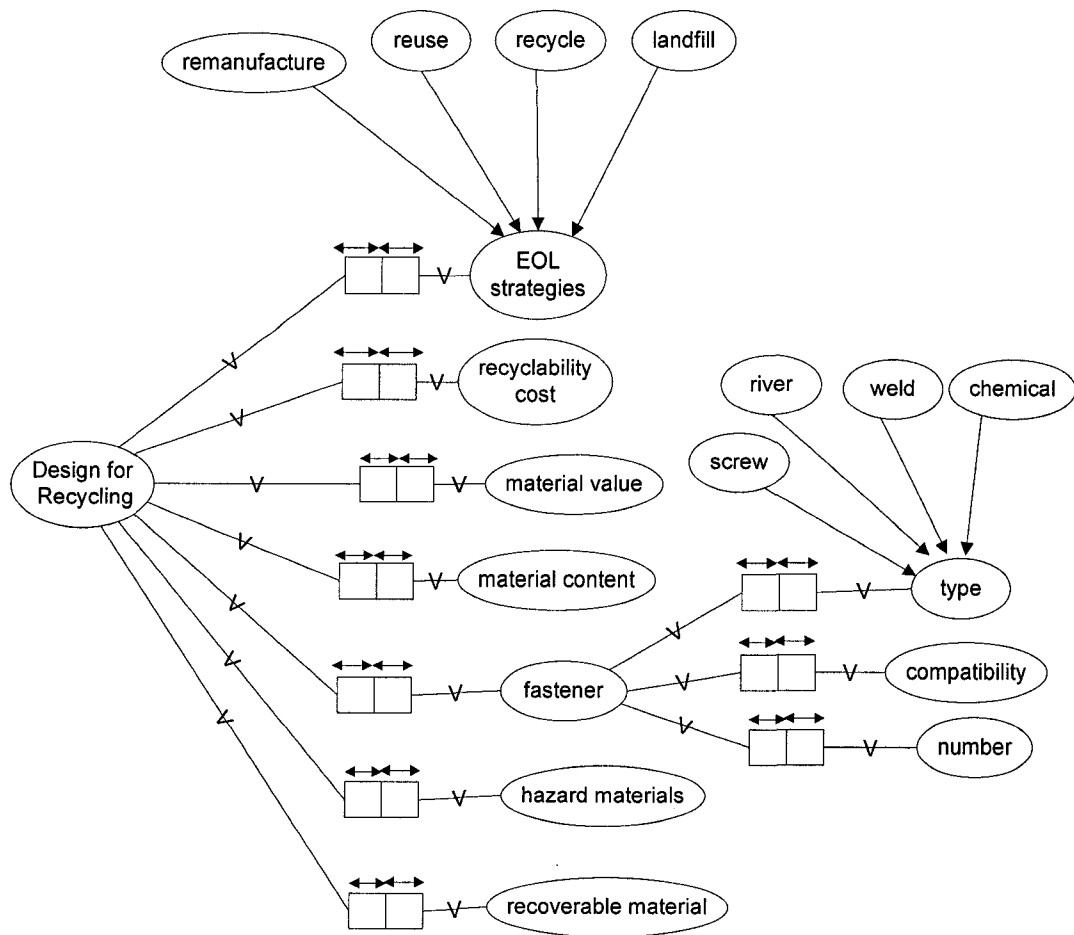 remanufacture
reuse
recycle
landfill
EOL
strategies
recyclability
cost
river
weld
chemical
screw
Design for
Recycling
material value
material content
type
fastener
compatibility
number
hazard materials
recoverable material